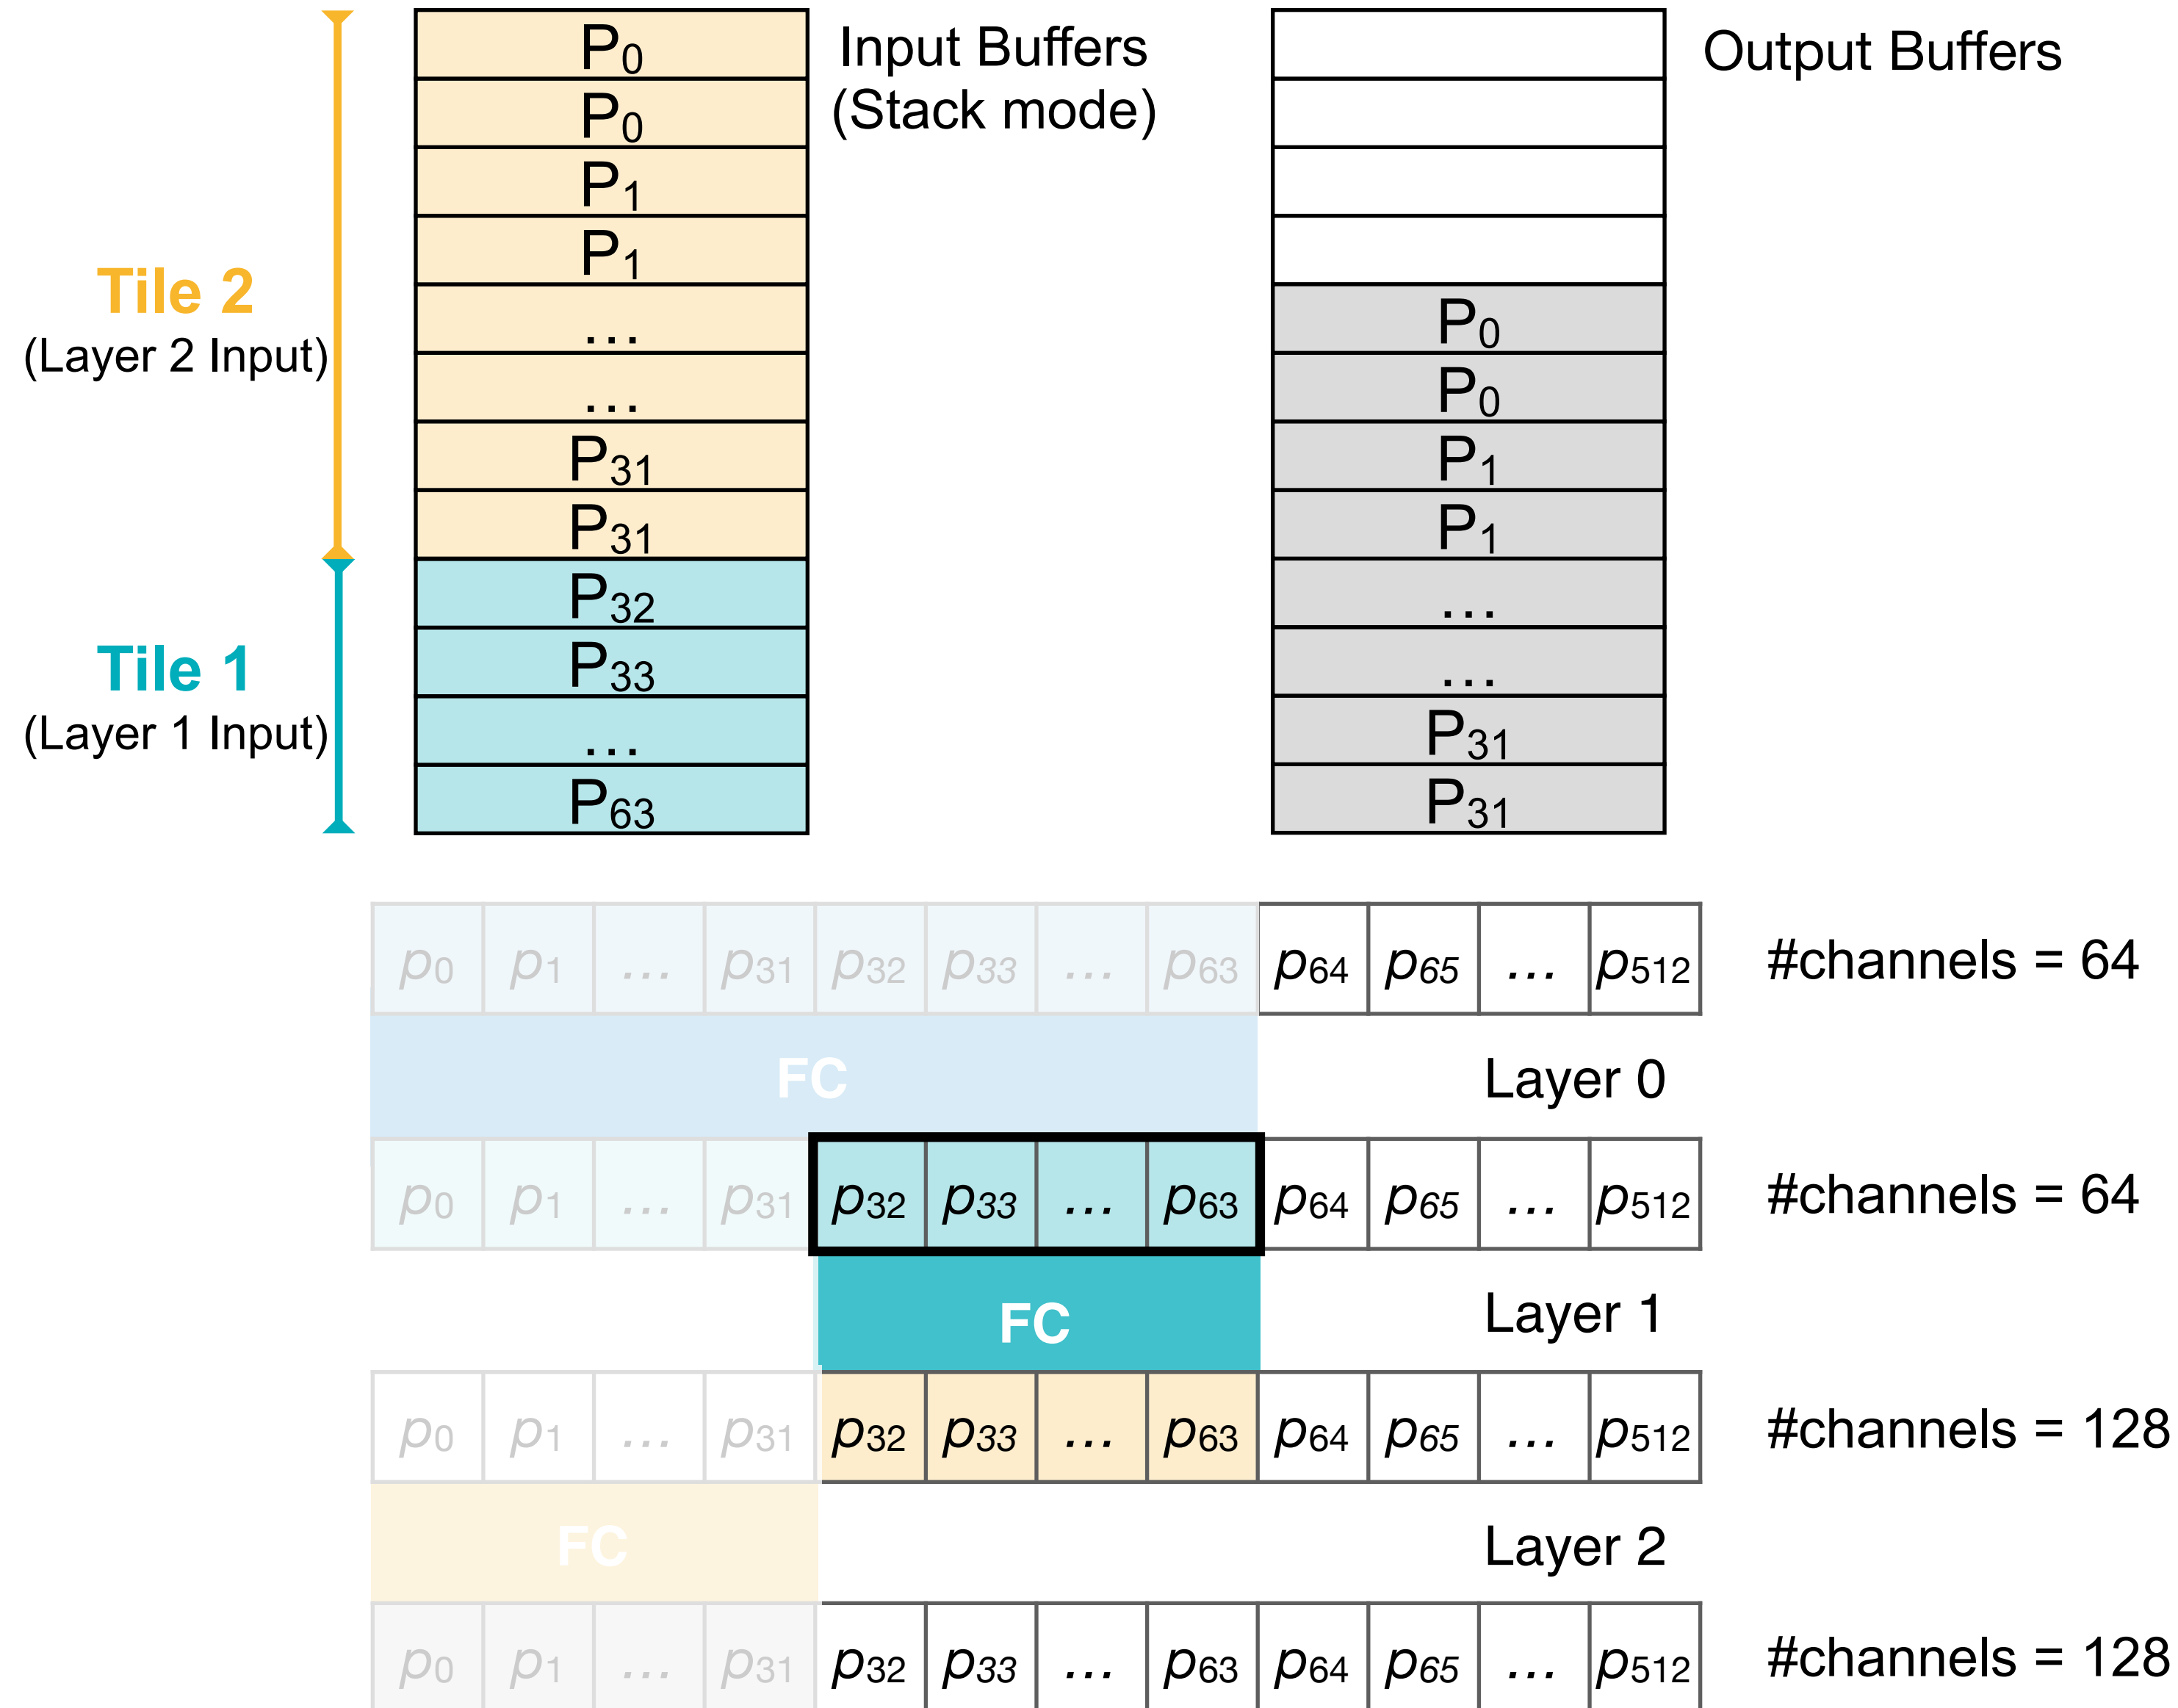 P0
P0
P1
P1
…
…
P31
P31
P32
P33
…
P63
Input Buffers
(Stack mode)
Tile 2
(Layer 2 Input)
Tile 1
(Layer 1 Input)
Output Buffers
P0
P0
P1
P1
…
…
P31
P31
p0 p1 … p31 p32 p33 … p63 p64 p65 … p512 #channels = 64
FC Layer 0
p0 p1 … p31 p32 p33 … p63 p64 p65 … p512 #channels = 64
FC Layer 1
p0 p1 … p31 p32 p33 … p63 p64 p65 … p512 #channels = 128
FC Layer 2
p0 p1 … p31 p32 p33 … p63 p64 p65 … p512 #channels = 128